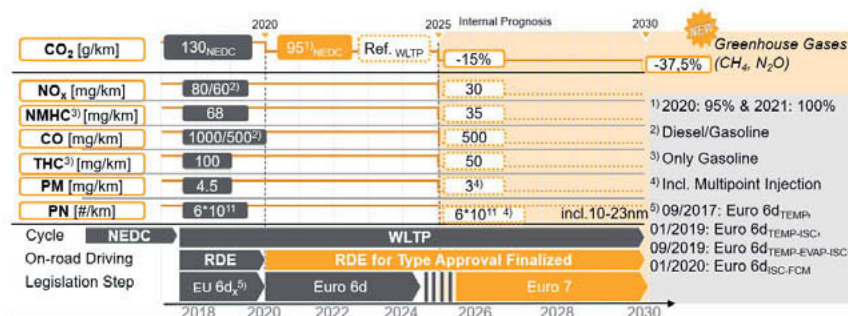 2020 2025 Internal Prognosis 2030
NEW
CO2 [g/km] 130NEDC 95¹⁾NEDC Ref. WLTP -15% -37,5% Greenhouse Gases
(CH4, N2O)
NOx [mg/km] 80/60²⁾ 30
NMHC³⁾ [mg/km] 68 35
CO [mg/km] 1000/500²⁾ 500
THC³⁾ [mg/km] 100 50
PM [mg/km] 4.5 3⁴⁾
PN [#/km] 6*10¹¹ 6*10¹¹ ⁴⁾ incl.10-23nm
1) 2020: 95% & 2021: 100%
2) Diesel/Gasoline
3) Only Gasoline
4) Incl. Multipoint Injection
5) 09/2017: Euro 6dTEMP,
01/2019: Euro 6dTEMP-ISC,
09/2019: Euro 6dTEMP-EVAP-ISC
01/2020: Euro 6dISC-FCM
Cycle NEDC WLTP
On-road Driving RDE RDE for Type Approval Finalized
Legislation Step EU 6dx⁵⁾ Euro 6d Euro 7
2018 2020 2022 2024 2026 2028 2030